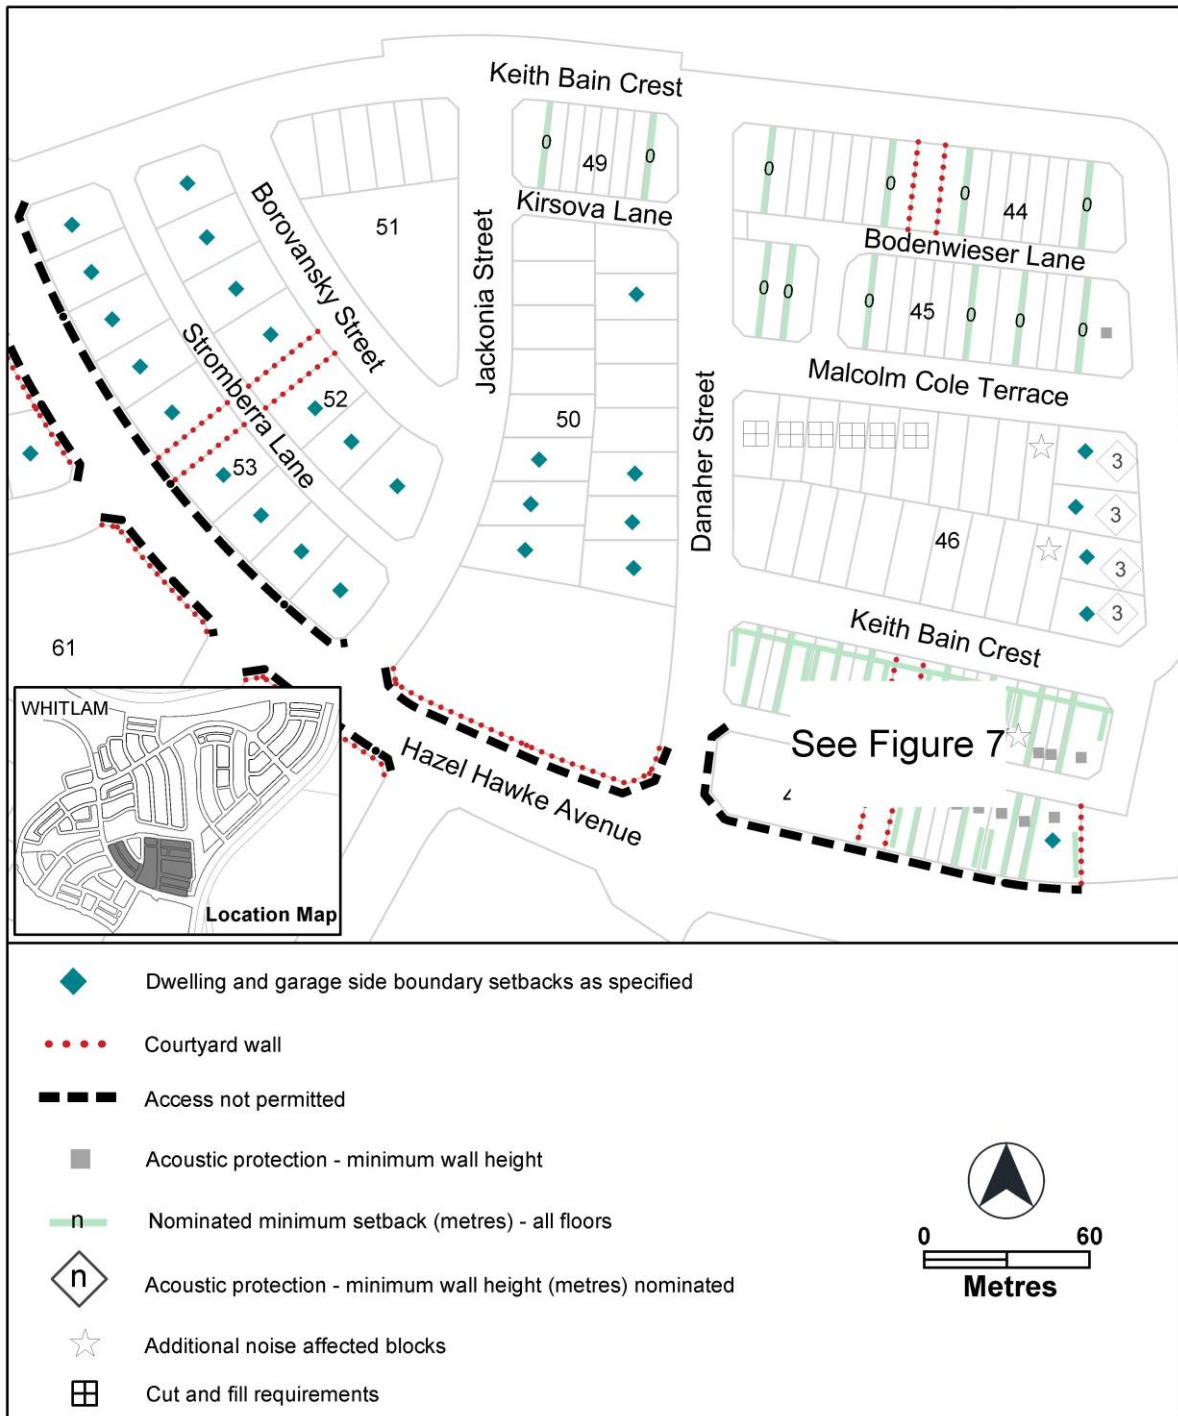 Keith Bain Crest
0
49
0
Kirsova Lane
Borovansky Street
51
Jackonia Street
0
0
0
44
0
Bodenwieser Lane
0 0
0
45
0
0
0
Malcolm Cole Terrace
Stromberra Lane
52
53
50
Danaher Street
3
3
46
3
3
Keith Bain Crest
61
Hazel Hawke Avenue
See Figure 7
WHITLAM
Location Map
Dwelling and garage side boundary setbacks as specified
Courtyard wall
Access not permitted
Acoustic protection - minimum wall height
n Nominated minimum setback (metres) - all floors
n Acoustic protection - minimum wall height (metres) nominated
Additional noise affected blocks
Cut and fill requirements
0 60
Metres